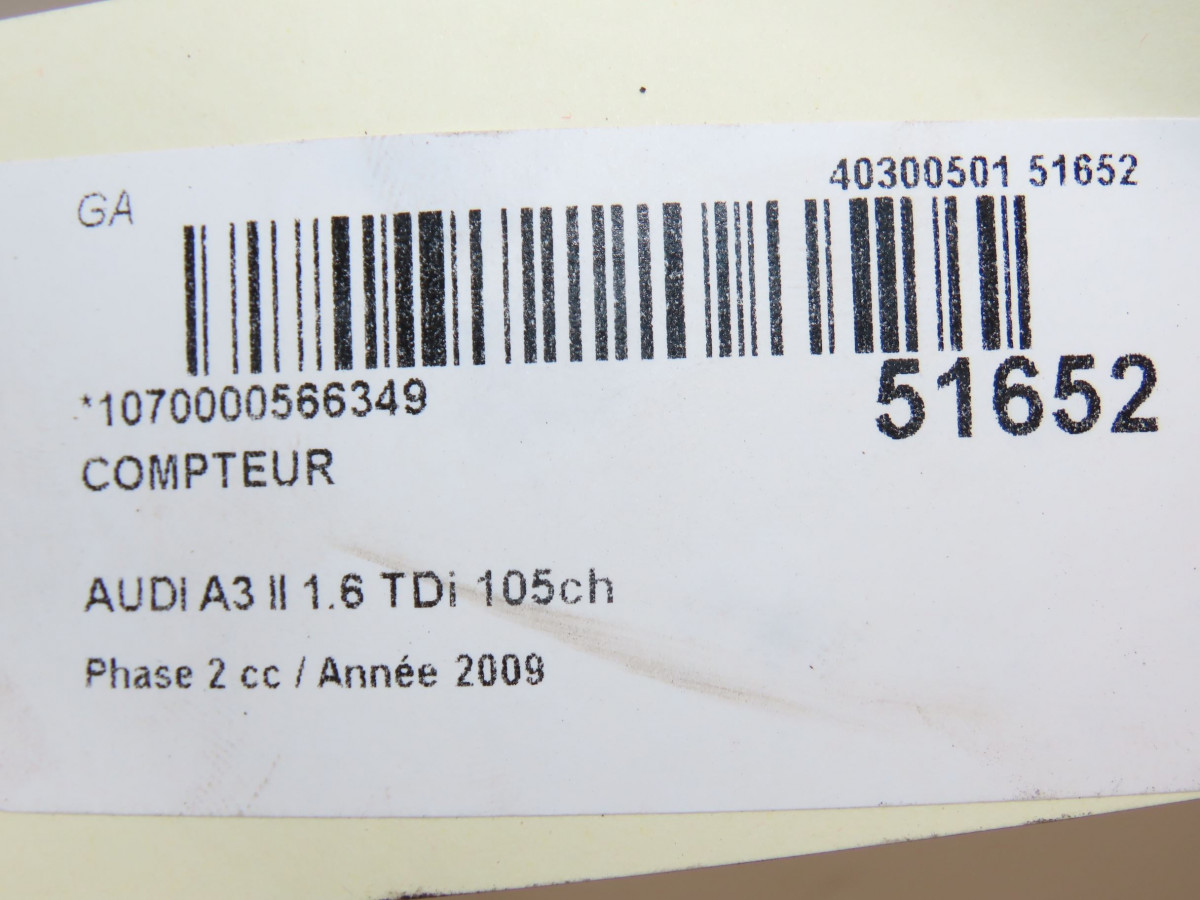 40300501 51652
GA
*1070000566349
51652
COMPTEUR
AUDI A3 II 1.6 TDi 105ch
Phase 2 cc / Année 2009